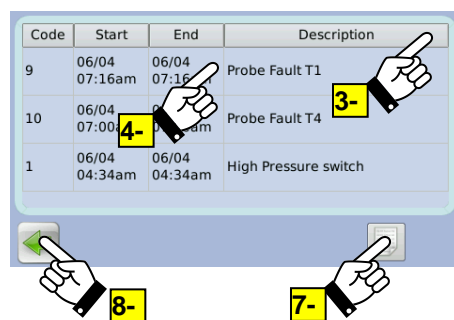 Code Start End Description
06/04 06/04
9 Probe Fault T1
07:16am 07:16
3-
06/04
10 Probe Fault T4
07:00
4-
06/04 06/04
1 High Pressure switch
04:34am 04:34am
8- 7-